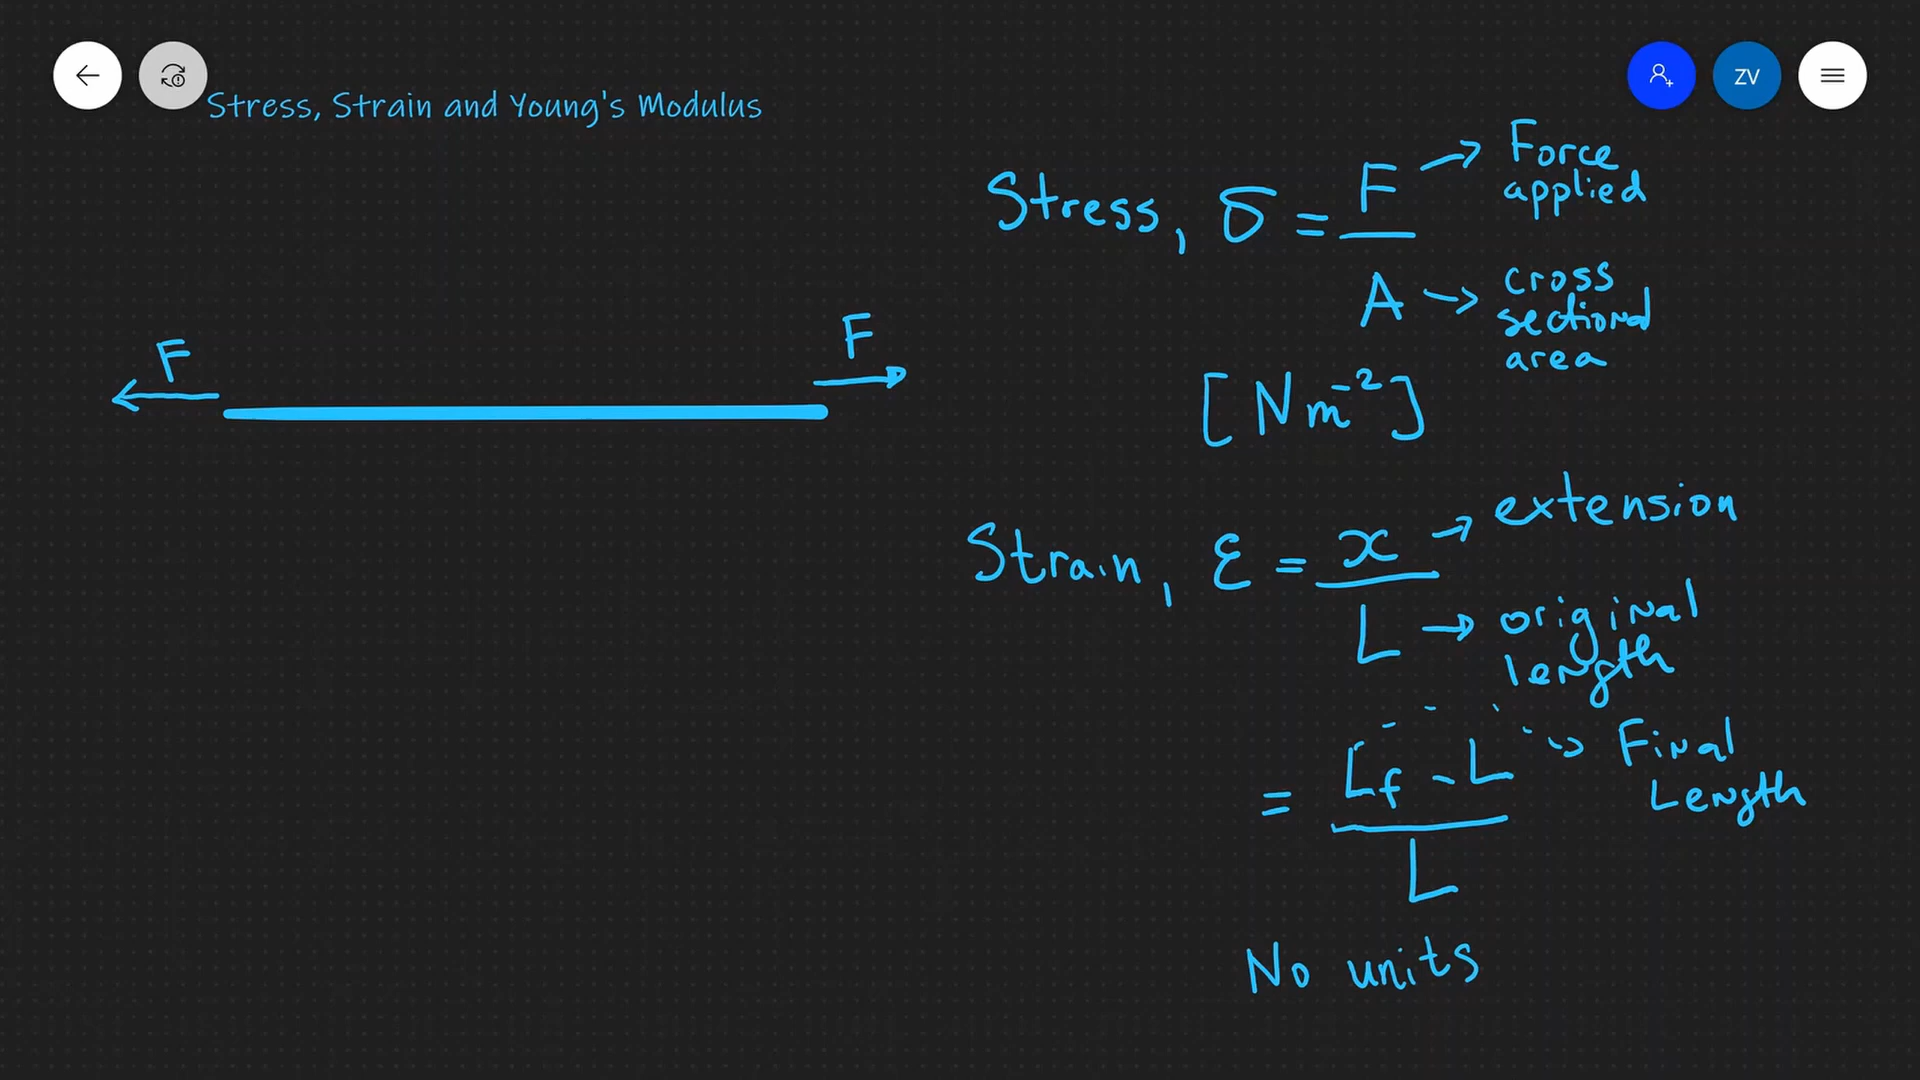 ZV
Stress, Strain and Young's Modulus
F
F
Stress, σ = F/A
→ Force
applied
→ cross
sectional
area
[Nm⁻²]
Strain, ε = x/L
→ extension
→ original
length
= Lf - L / L
→ Final
Length
No units